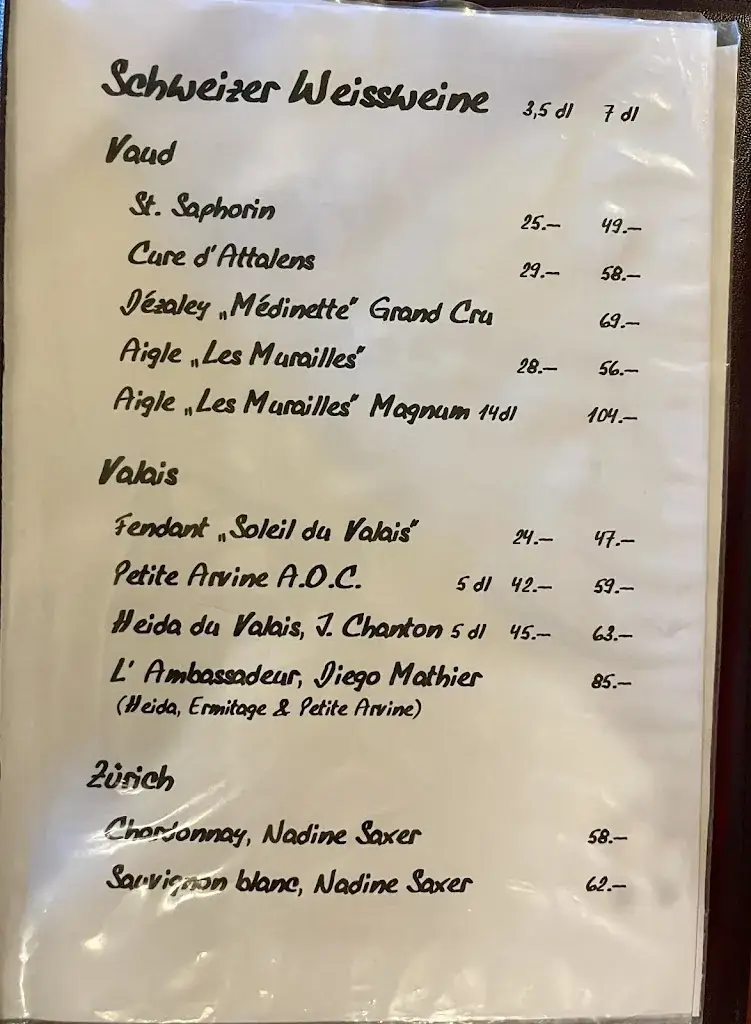 Schweizer Weissweine 3,5 dl 7 dl
Vaud
St. Saphorin 25.– 49.–
Cure d'Attalens 29.– 58.–
Dézaley „Médinette" Grand Cru 69.–
Aigle „Les Murailles" 28.– 56.–
Aigle „Les Murailles" Magnum 14dl 104.–
Valais
Fendant „Soleil du Valais" 24.– 47.–
Petite Arvine A.O.C. 5 dl 42.– 59.–
Heida du Valais, J. Chanton 5 dl 45.– 63.–
L' Ambassadeur, Diego Mathier 85.–
(Heida, Ermitage & Petite Arvine)
Zürich
Chardonnay, Nadine Saxer 58.–
Sauvignon blanc, Nadine Saxer 62.–